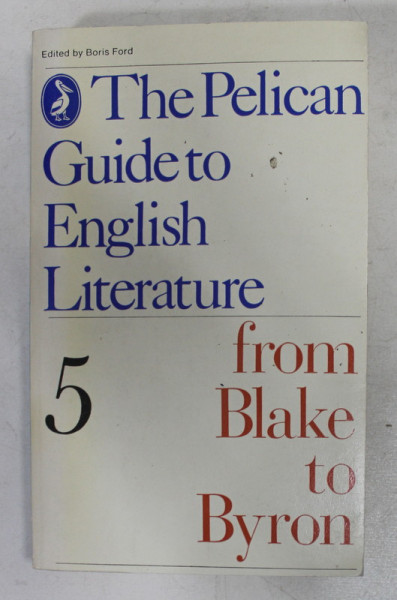 Edited by Boris Ford
The Pelican
Guide to
English
Literature
5
from
Blake
to
Byron